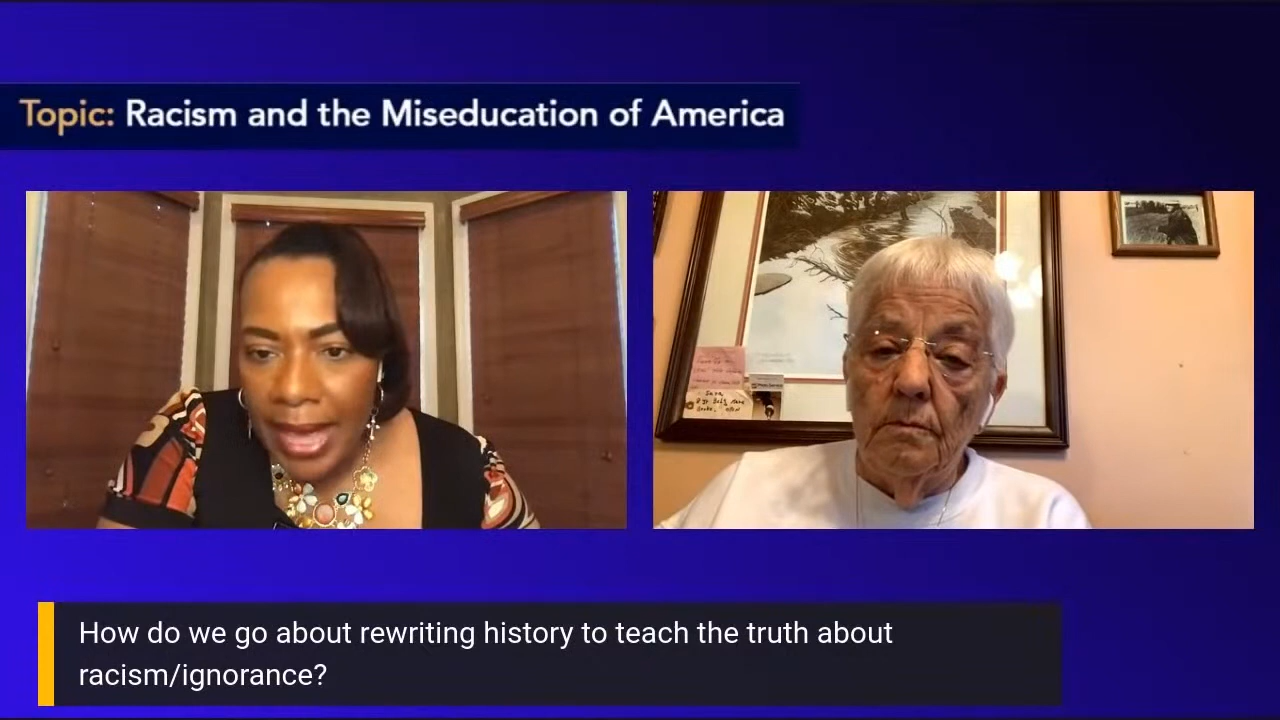 Topic: Racism and the Miseducation of America
How do we go about rewriting history to teach the truth about
racism/ignorance?